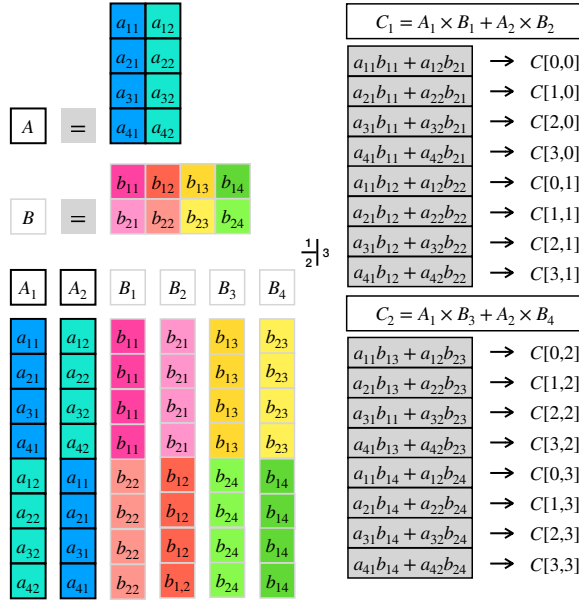 a₁₁ a₁₂
a₂₁ a₂₂
a₃₁ a₃₂
a₄₁ a₄₂
A =
b₁₁ b₁₂ b₁₃ b₁₄
b₂₁ b₂₂ b₂₃ b₂₄
B =
1/2|3
A₁ A₂ B₁ B₂ B₃ B₄
a₁₁ a₁₂ b₁₁ b₂₁ b₁₃ b₂₃
a₂₁ a₂₂ b₁₁ b₂₁ b₁₃ b₂₃
a₃₁ a₃₂ b₁₁ b₂₁ b₁₃ b₂₃
a₄₁ a₄₂ b₁₁ b₂₁ b₁₃ b₂₃
a₁₂ a₁₁ b₂₂ b₁₂ b₂₄ b₁₄
a₂₂ a₂₁ b₂₂ b₁₂ b₂₄ b₁₄
a₃₂ a₃₁ b₂₂ b₁₂ b₂₄ b₁₄
a₄₂ a₄₁ b₂₂ b₁,₂ b₂₄ b₁₄
C₁ = A₁ × B₁ + A₂ × B₂
a₁₁b₁₁ + a₁₂b₂₁ → C[0,0]
a₂₁b₁₁ + a₂₂b₂₁ → C[1,0]
a₃₁b₁₁ + a₃₂b₂₁ → C[2,0]
a₄₁b₁₁ + a₄₂b₂₁ → C[3,0]
a₁₁b₁₂ + a₁₂b₂₂ → C[0,1]
a₂₁b₁₂ + a₂₂b₂₂ → C[1,1]
a₃₁b₁₂ + a₃₂b₂₂ → C[2,1]
a₄₁b₁₂ + a₄₂b₂₂ → C[3,1]
C₂ = A₁ × B₃ + A₂ × B₄
a₁₁b₁₃ + a₁₂b₂₃ → C[0,2]
a₂₁b₁₃ + a₂₂b₂₃ → C[1,2]
a₃₁b₁₁ + a₃₂b₂₃ → C[2,2]
a₄₁b₁₃ + a₄₂b₂₃ → C[3,2]
a₁₁b₁₄ + a₁₂b₂₄ → C[0,3]
a₂₁b₁₄ + a₂₂b₂₄ → C[1,3]
a₃₁b₁₄ + a₃₂b₂₄ → C[2,3]
a₄₁b₁₄ + a₄₂b₂₄ → C[3,3]